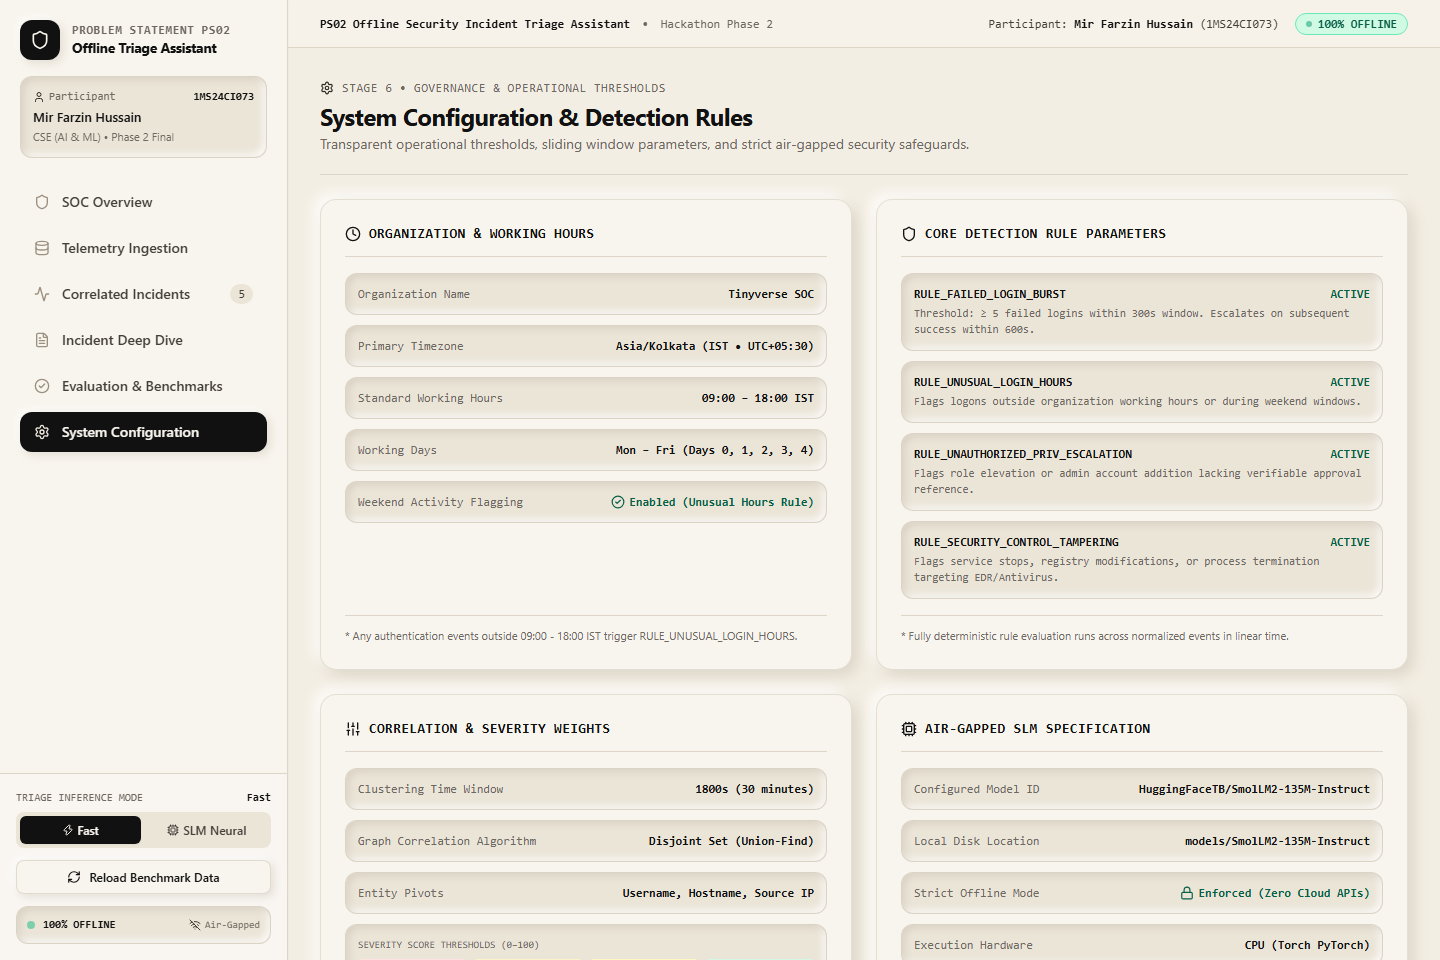 PROBLEM STATEMENT PS02
Offline Triage Assistant
Participant 1MS24CI073
Mir Farzin Hussain
CSE (AI & ML) • Phase 2 Final
SOC Overview
Telemetry Ingestion
Correlated Incidents 5
Incident Deep Dive
Evaluation & Benchmarks
System Configuration
TRIAGE INFERENCE MODE Fast
Fast SLM Neural
Reload Benchmark Data
100% OFFLINE Air-Gapped
PS02 Offline Security Incident Triage Assistant • Hackathon Phase 2
Participant: Mir Farzin Hussain (1MS24CI073) 100% OFFLINE
STAGE 6 • GOVERNANCE & OPERATIONAL THRESHOLDS
System Configuration & Detection Rules
Transparent operational thresholds, sliding window parameters, and strict air-gapped security safeguards.
ORGANIZATION & WORKING HOURS
Organization Name Tinyverse SOC
Primary Timezone Asia/Kolkata (IST • UTC+05:30)
Standard Working Hours 09:00 – 18:00 IST
Working Days Mon – Fri (Days 0, 1, 2, 3, 4)
Weekend Activity Flagging Enabled (Unusual Hours Rule)
* Any authentication events outside 09:00 - 18:00 IST trigger RULE_UNUSUAL_LOGIN_HOURS.
CORE DETECTION RULE PARAMETERS
RULE_FAILED_LOGIN_BURST ACTIVE
Threshold: ≥ 5 failed logins within 300s window. Escalates on subsequent
success within 600s.
RULE_UNUSUAL_LOGIN_HOURS ACTIVE
Flags logons outside organization working hours or during weekend windows.
RULE_UNAUTHORIZED_PRIV_ESCALATION ACTIVE
Flags role elevation or admin account addition lacking verifiable approval
reference.
RULE_SECURITY_CONTROL_TAMPERING ACTIVE
Flags service stops, registry modifications, or process termination
targeting EDR/Antivirus.
* Fully deterministic rule evaluation runs across normalized events in linear time.
CORRELATION & SEVERITY WEIGHTS
Clustering Time Window 1800s (30 minutes)
Graph Correlation Algorithm Disjoint Set (Union-Find)
Entity Pivots Username, Hostname, Source IP
SEVERITY SCORE THRESHOLDS (0–100)
AIR-GAPPED SLM SPECIFICATION
Configured Model ID HuggingFaceTB/SmolLM2-135M-Instruct
Local Disk Location models/SmolLM2-135M-Instruct
Strict Offline Mode Enforced (Zero Cloud APIs)
Execution Hardware CPU (Torch PyTorch)